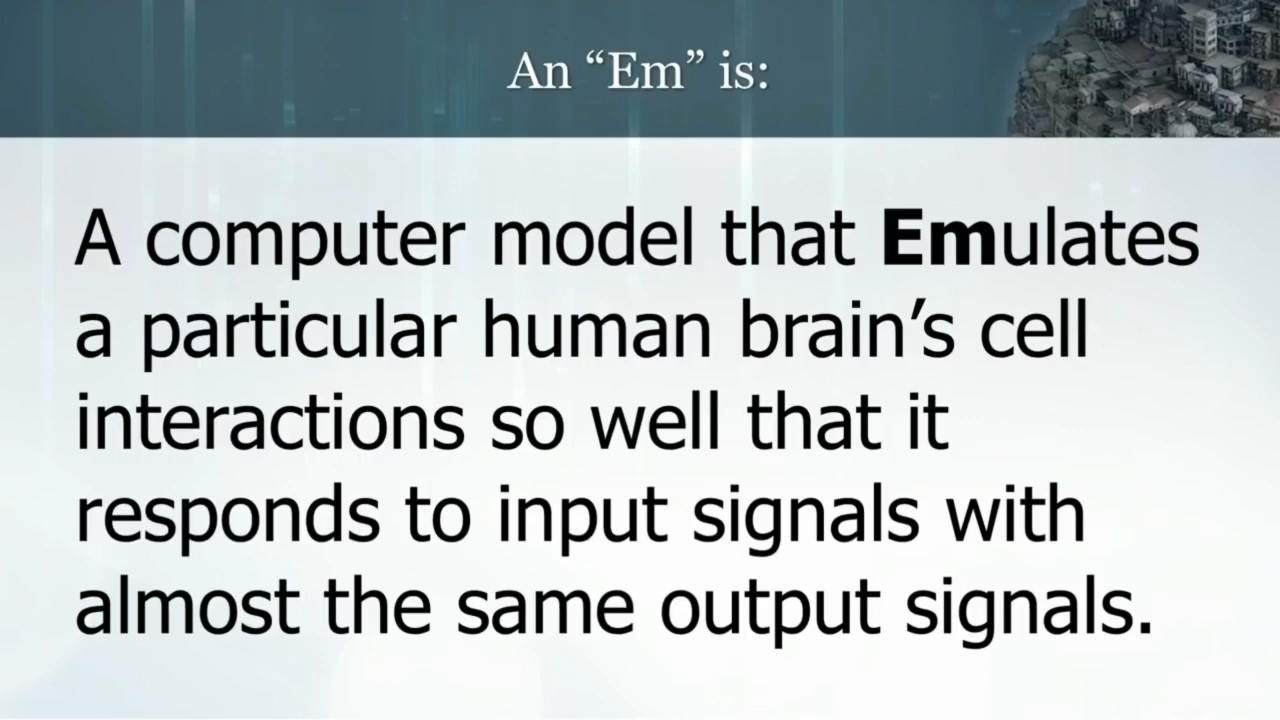 An “Em” is:
A computer model that Emulates
a particular human brain’s cell
interactions so well that it
responds to input signals with
almost the same output signals.